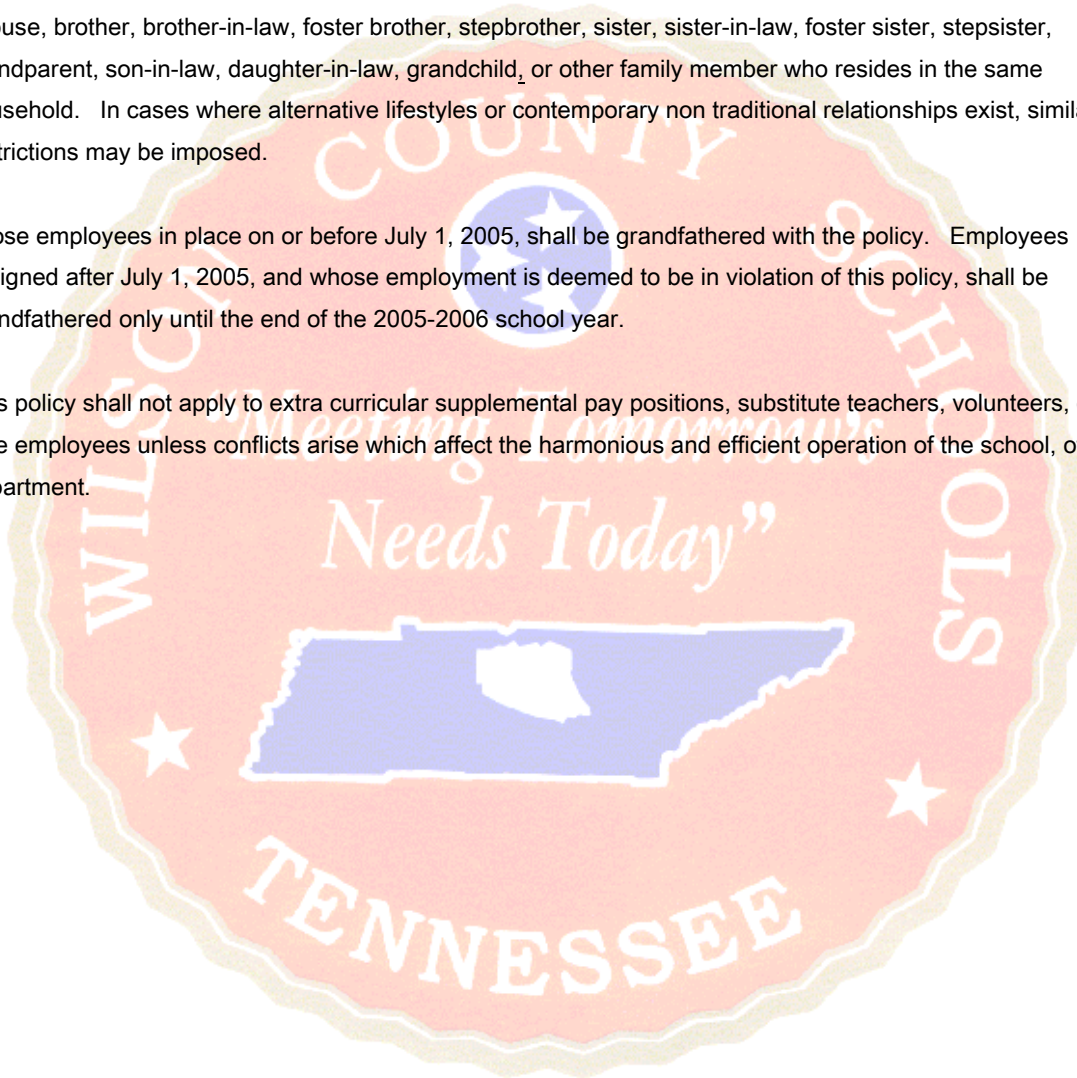 ouse, brother, brother-in-law, foster brother, stepbrother, sister, sister-in-law, foster sister, stepsister,
ndparent, son-in-law, daughter-in-law, grandchild, or other family member who resides in the same
usehold. In cases where alternative lifestyles or contemporary non traditional relationships exist, simila
trictions may be imposed.
ose employees in place on or before July 1, 2005, shall be grandfathered with the policy. Employees
igned after July 1, 2005, and whose employment is deemed to be in violation of this policy, shall be
ndfathered only until the end of the 2005-2006 school year.
s policy shall not apply to extra curricular supplemental pay positions, substitute teachers, volunteers,
e employees unless conflicts arise which affect the harmonious and efficient operation of the school, o
partment.
WILSON COUNTY SCHOOLS
"Meeting Tomorrow's
Needs Today"
TENNESSEE